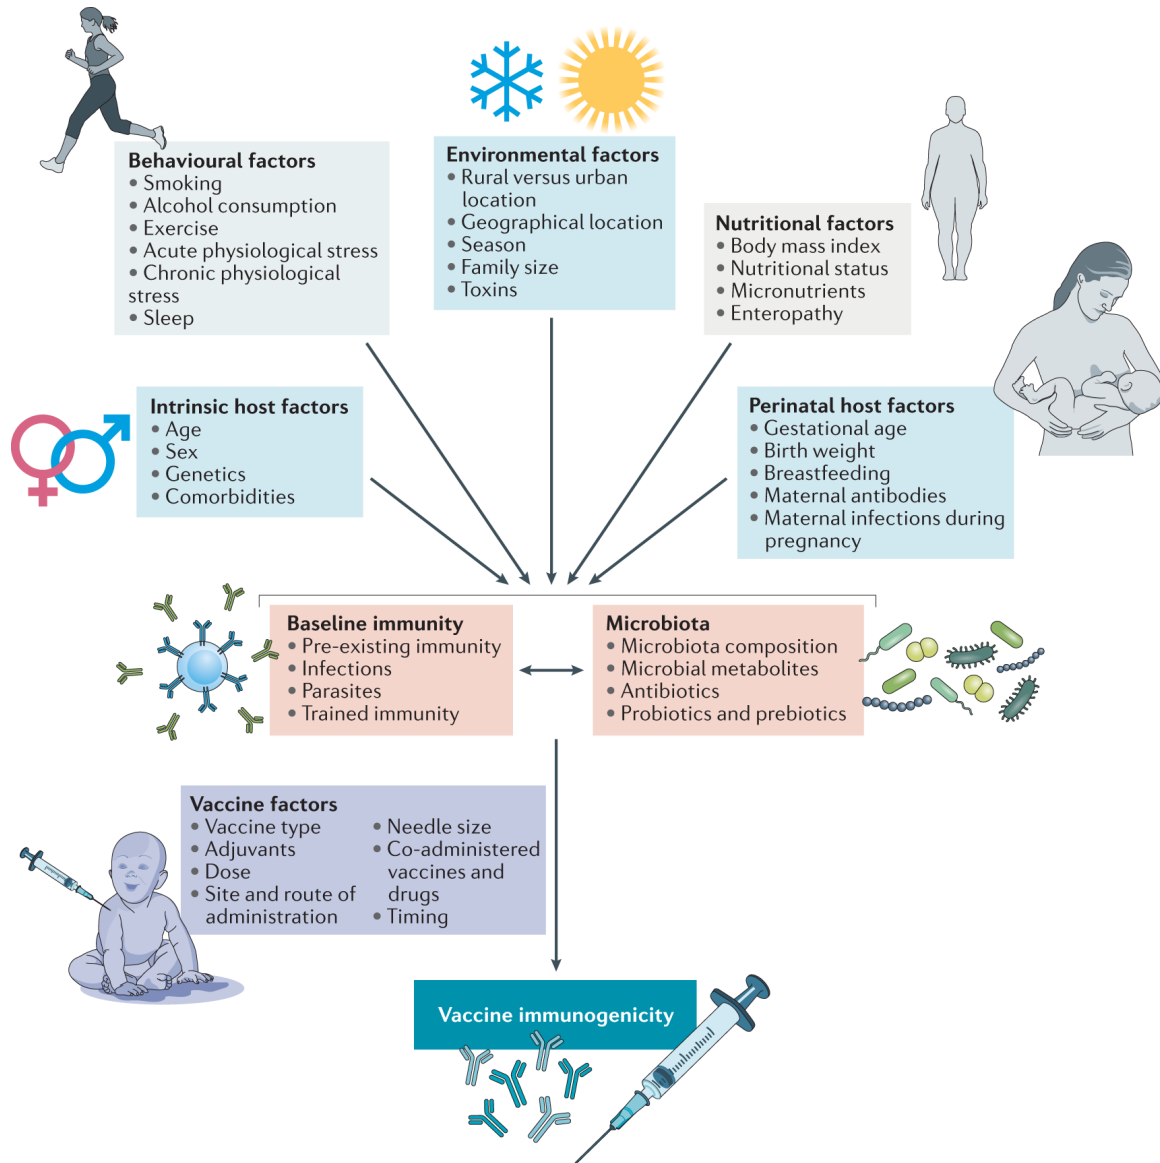 Behavioural factors
• Smoking
• Alcohol consumption
• Exercise
• Acute physiological stress
• Chronic physiological
stress
• Sleep
Environmental factors
• Rural versus urban
location
• Geographical location
• Season
• Family size
• Toxins
Nutritional factors
• Body mass index
• Nutritional status
• Micronutrients
• Enteropathy
Intrinsic host factors
• Age
• Sex
• Genetics
• Comorbidities
Perinatal host factors
• Gestational age
• Birth weight
• Breastfeeding
• Maternal antibodies
• Maternal infections during
pregnancy
Baseline immunity
• Pre-existing immunity
• Infections
• Parasites
• Trained immunity
Microbiota
• Microbiota composition
• Microbial metabolites
• Antibiotics
• Probiotics and prebiotics
Vaccine factors
• Vaccine type
• Adjuvants
• Dose
• Site and route of
administration
• Needle size
• Co-administered
vaccines and
drugs
• Timing
Vaccine immunogenicity